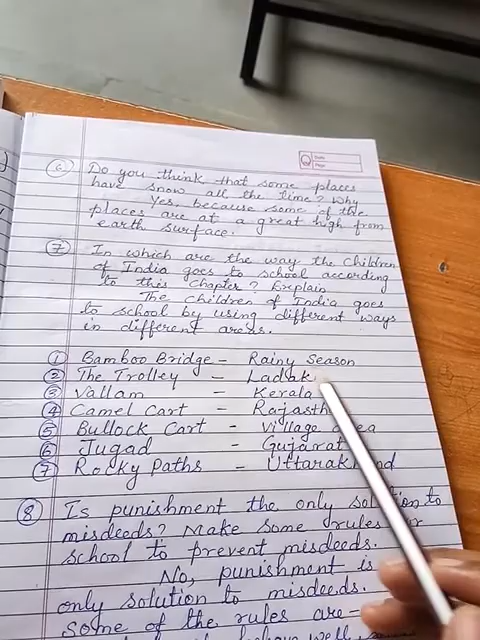 6 Do you think that some places
have snow all the time? Why
Yes, because some of the
places are at a great high from
earth surface.
7 In which are the way the children
of India goes to school according
to this chapter? Explain
The children of India goes
to school by using different ways
in different areas.
1 Bamboo Bridge - Rainy Season
2 The Trolley - Ladak
3 Vallam - Kerala
4 Camel Cart - Rajasth
5 Bullock Cart - Village area
6 Jugad - Gujarat
7 Rocky Paths - Uttarakhand
8 Is punishment the only solution to
misdeeds? Make some rules for
school to prevent misdeeds.
No, punishment is
only solution to misdeeds.
Some of the rules are-